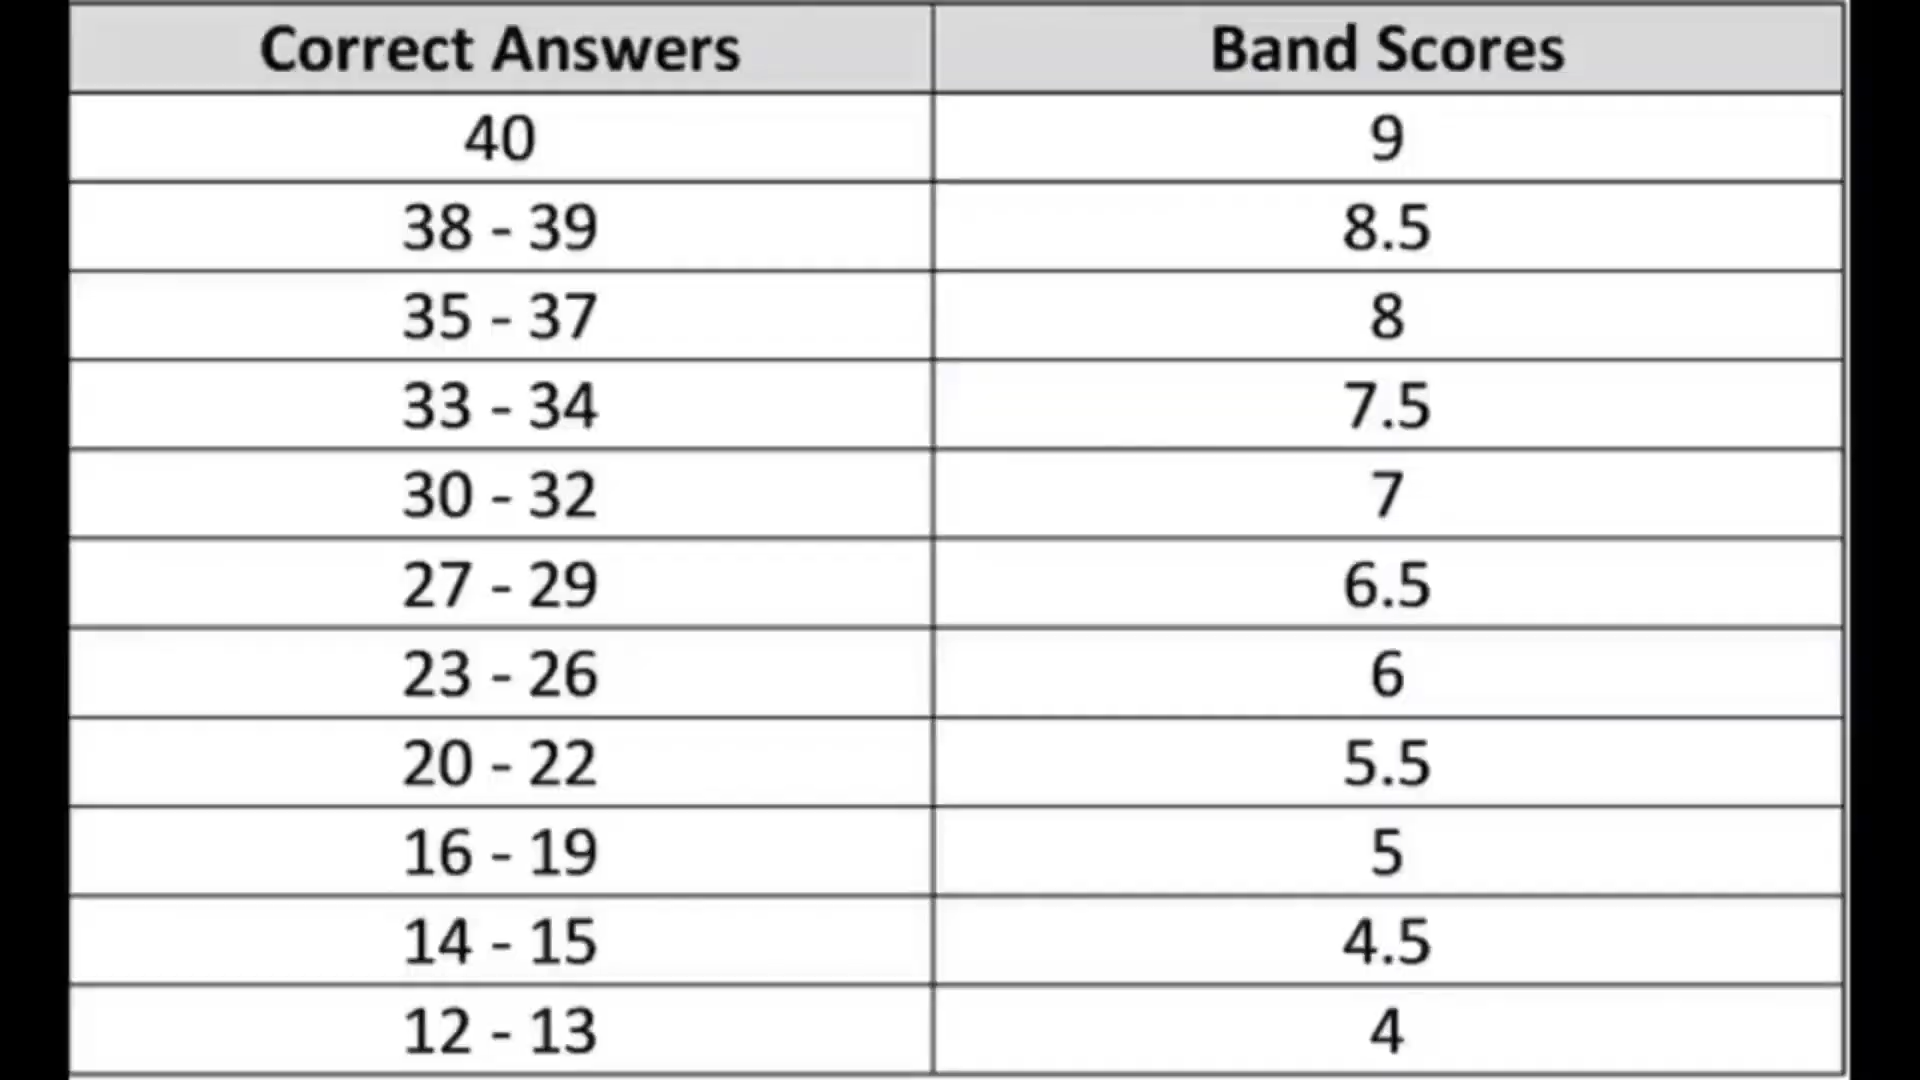 Correct Answers Band Scores
40 9
38 - 39 8.5
35 - 37 8
33 - 34 7.5
30 - 32 7
27 - 29 6.5
23 - 26 6
20 - 22 5.5
16 - 19 5
14 - 15 4.5
12 - 13 4